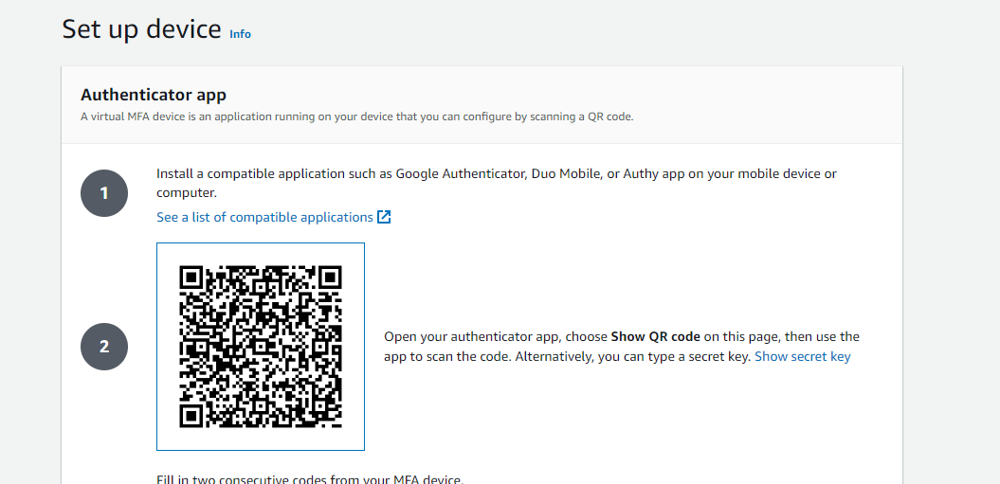 Set up device Info
Authenticator app
A virtual MFA device is an application running on your device that you can configure by scanning a QR code.
1
Install a compatible application such as Google Authenticator, Duo Mobile, or Authy app on your mobile device or
computer.
See a list of compatible applications
2
Open your authenticator app, choose Show QR code on this page, then use the
app to scan the code. Alternatively, you can type a secret key. Show secret key
Fill in two consecutive codes from your MFA device.